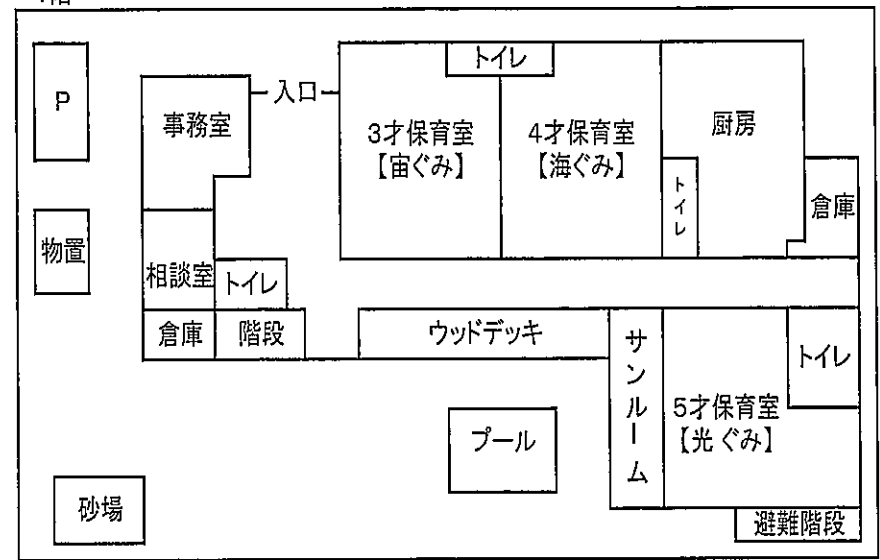 1階
P
事務室
入口
トイレ
3才保育室
【宙ぐみ】
4才保育室
【海ぐみ】
厨房
トイレ
倉庫
物置
相談室
トイレ
倉庫
階段
ウッドデッキ
サンルーム
トイレ
5才保育室
【光ぐみ】
プール
砂場
避難階段